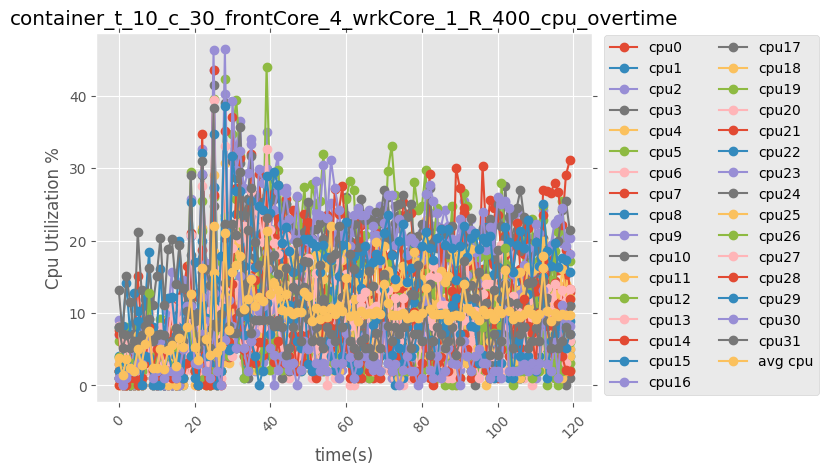 container_t_10_c_30_frontCore_4_wrkCore_1_R_400_cpu_overtime
Cpu Utilization %
40
30
20
10
0
0
20
40
60
80
100
120
time(s)
cpu0
cpu1
cpu2
cpu3
cpu4
cpu5
cpu6
cpu7
cpu8
cpu9
cpu10
cpu11
cpu12
cpu13
cpu14
cpu15
cpu16
cpu17
cpu18
cpu19
cpu20
cpu21
cpu22
cpu23
cpu24
cpu25
cpu26
cpu27
cpu28
cpu29
cpu30
cpu31
avg cpu